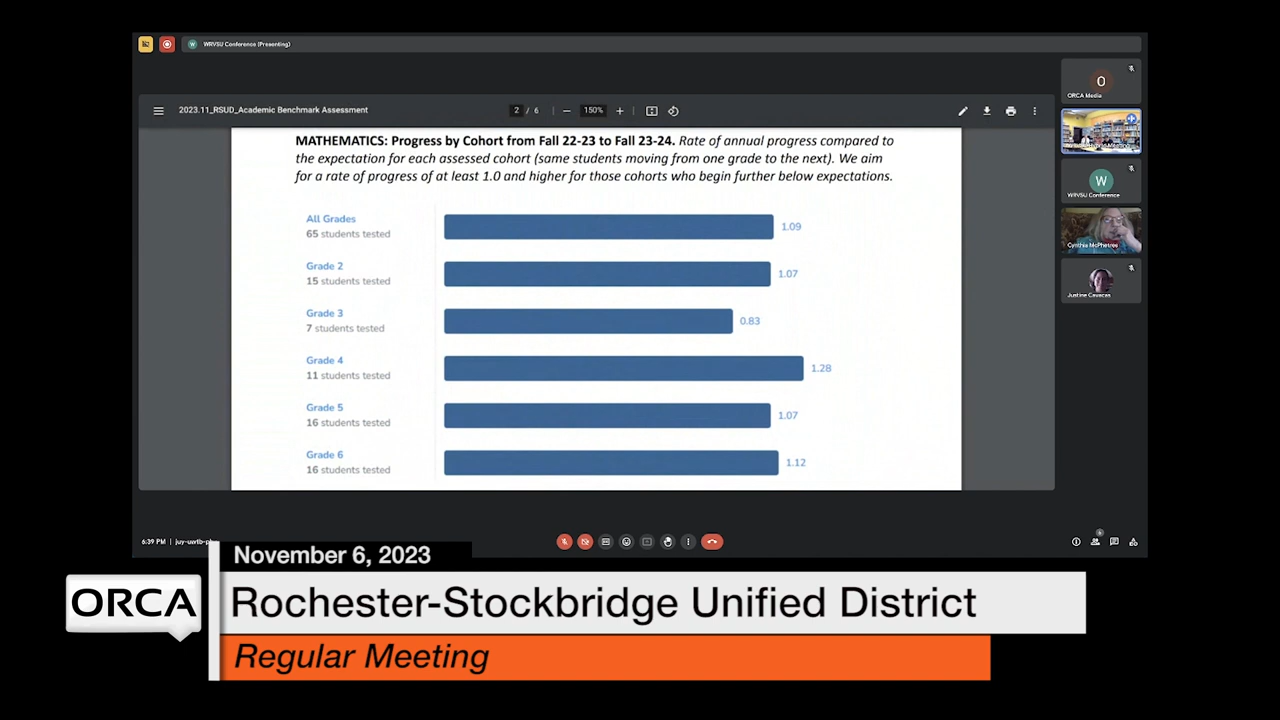 WRVSU Conference (Presenting)
2023.11_RSUD_Academic Benchmark Assessment
2 / 6
150%
MATHEMATICS: Progress by Cohort from Fall 22-23 to Fall 23-24. Rate of annual progress compared to
the expectation for each assessed cohort (same students moving from one grade to the next). We aim
for a rate of progress of at least 1.0 and higher for those cohorts who begin further below expectations.
All Grades
65 students tested
1.09
Grade 2
15 students tested
1.07
Grade 3
7 students tested
0.83
Grade 4
11 students tested
1.28
Grade 5
16 students tested
1.07
Grade 6
16 students tested
1.12
O
ORCA Media
W
WRVSU Conference
Cynthia McPhetres
Justine Cavacas
6:39 PM
November 6, 2023
ORCA
Rochester-Stockbridge Unified District
Regular Meeting